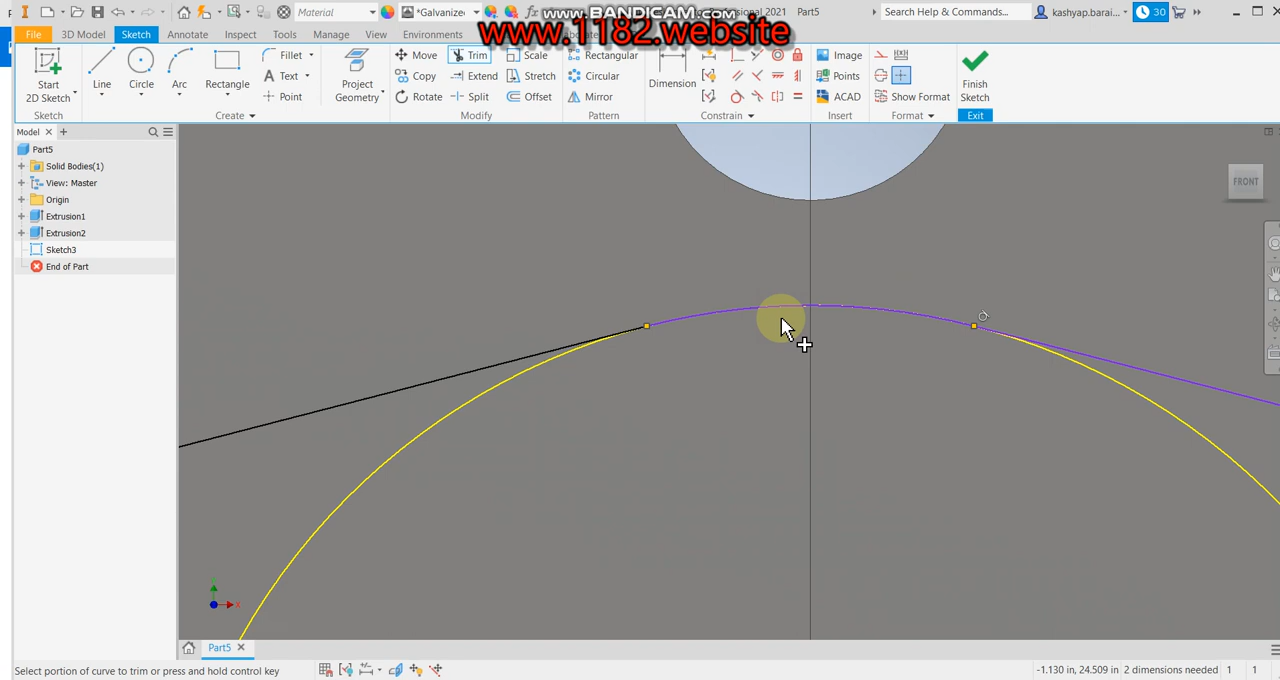 Material
*Galvanized
www.BANDICAM.com
Professional 2021 Part5
Search Help & Commands...
kashyap.barai...
30
File 3D Model Sketch Annotate Inspect Tools Manage View Environments
www.1182.website
Start
2D Sketch
Line Circle Arc Rectangle
Fillet
Text
Point
Project
Geometry
Move Trim Scale
Copy Extend Stretch
Rotate Split Offset
Rectangular
Circular
Mirror
Dimension
Image
Points
ACAD
Show Format
Finish
Sketch
Sketch Create Modify Pattern Constrain Insert Format Exit
Model
Part5
Solid Bodies(1)
View: Master
Origin
Extrusion1
Extrusion2
Sketch3
End of Part
FRONT
X
Part5
Select portion of curve to trim or press and hold control key
-1.130 in, 24.509 in 2 dimensions needed 1 1